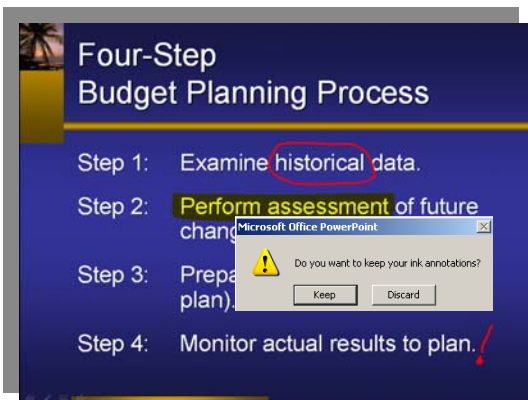 Four-Step
Budget Planning Process
Step 1: Examine historical data.
Step 2: Perform assessment of future
chang
Step 3: Prepa
plan).
Step 4: Monitor actual results to plan.
Microsoft Office PowerPoint
Do you want to keep your ink annotations?
Keep Discard